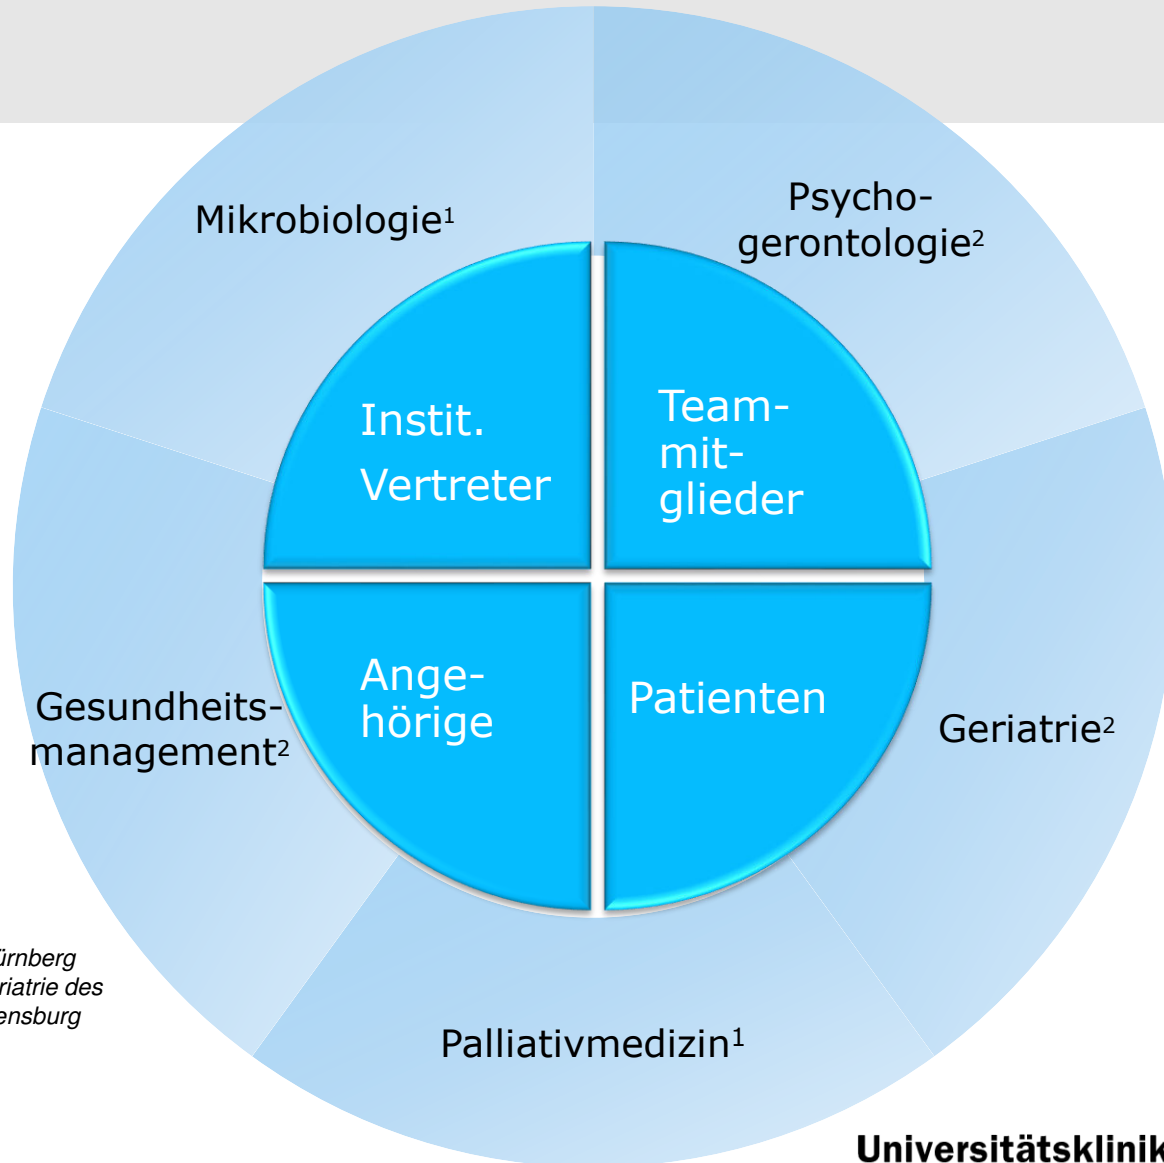 Mikrobiologie¹
Psycho-
gerontologie²
Instit.
Vertreter
Team-
mit-
glieder
Ange-
hörige
Patienten
Gesundheits-
management²
Geriatrie²
Palliativmedizin¹
ürnberg
riatrie des
ensburg
Universitätsklinik